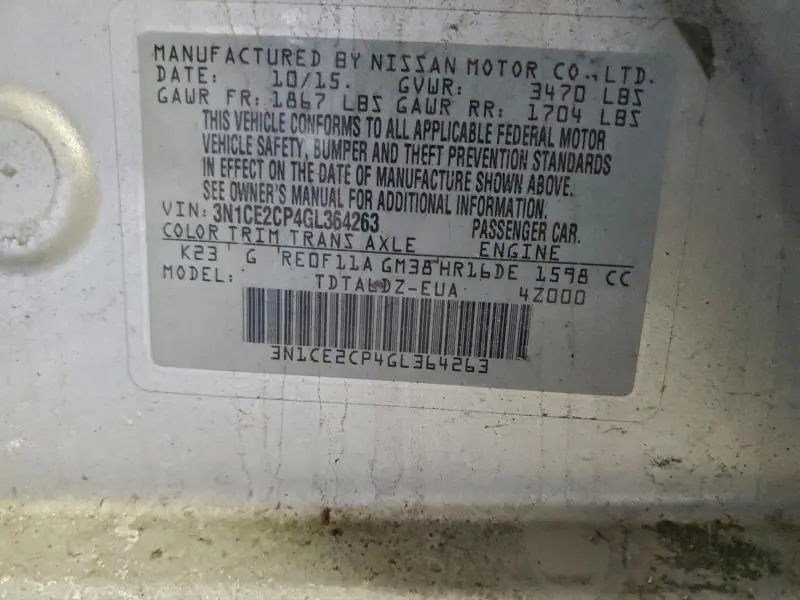 MANUFACTURED BY NISSAN MOTOR CO., LTD.
DATE: 10/15. GVWR: 3470 LBS
GAWR FR: 1867 LBS GAWR RR: 1704 LBS
THIS VEHICLE CONFORMS TO ALL APPLICABLE FEDERAL MOTOR
VEHICLE SAFETY, BUMPER AND THEFT PREVENTION STANDARDS
IN EFFECT ON THE DATE OF MANUFACTURE SHOWN ABOVE.
SEE OWNER'S MANUAL FOR ADDITIONAL INFORMATION.
VIN: 3N1CE2CP4GL364263 PASSENGER CAR.
COLOR TRIM TRANS AXLE ENGINE
K23 G RE0F11A GM38 HR16DE 1598 CC
MODEL: 4Z000
3N1CE2CP4GL364263